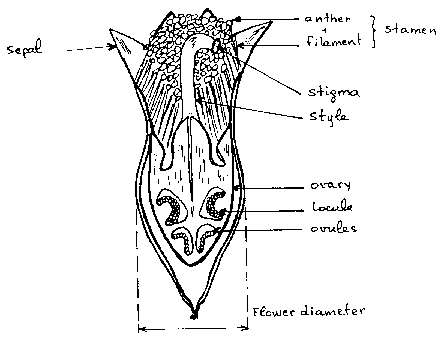 anther
+
filament
stamen
sepal
stigma
style
ovary
locule
ovules
Flower diameter